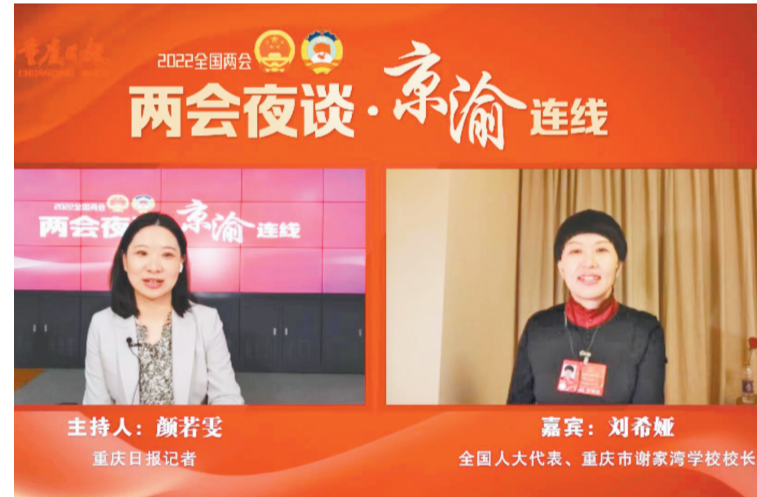 重庆日报
CHONGQING DAILY
2022全国两会
两会夜谈·京渝连线
2022全国两会
两会夜
京渝连线
主持人：颜若雯
重庆日报记者
嘉宾：刘希娅
全国人大代表、重庆市谢家湾学校校长